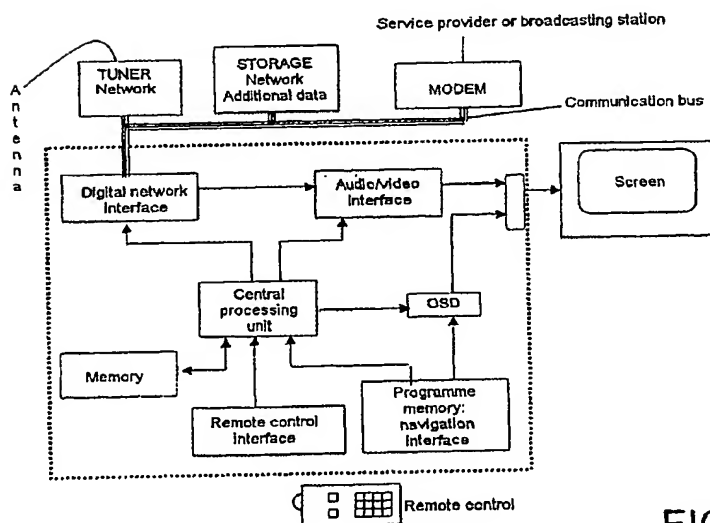 Service provider or broadcasting station
Antenna
TUNER
Network
STORAGE
Network
Additional data
MODEM
Communication bus
Digital network
interface
Audio/video
interface
Screen
Central
processing
unit
OSD
Memory
Remote control
interface
Programme
memory:
navigation
interface
Remote control